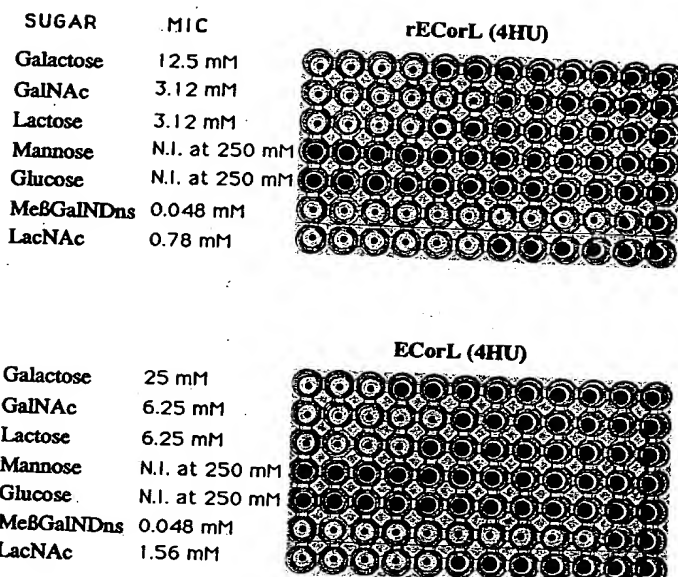 SUGAR MIC
rECorL (4HU)
Galactose 12.5 mM
GalNAc 3.12 mM
Lactose 3.12 mM
Mannose N.I. at 250 mM
Glucose N.I. at 250 mM
MeβGalNDns 0.048 mM
LacNAc 0.78 mM
ECorL (4HU)
Galactose 25 mM
GalNAc 6.25 mM
Lactose 6.25 mM
Mannose N.I. at 250 mM
Glucose N.I. at 250 mM
MeβGalNDns 0.048 mM
LacNAc 1.56 mM